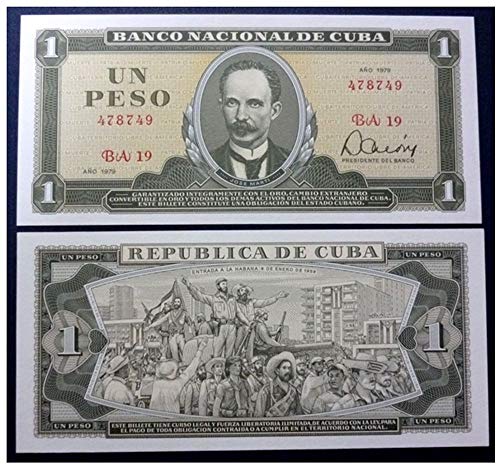 1 BANCO NACIONAL DE CUBA 1
UN PESO
AÑO 1979
478749
478749
BA 19
BA 19
AÑO 1979
PRESIDENTE DEL BANCO
JOSE MARTI
1 1
GARANTIZADO INTEGRAMENTE CON EL ORO, CAMBIO EXTRANJERO
CONVERTIBLE EN ORO Y TODOS LOS DEMAS ACTIVOS DEL BANCO NACIONAL DE CUBA.
ESTE BILLETE CONSTITUYE UNA OBLIGACION DEL ESTADO CUBANO.
REPUBLICA DE CUBA
UN PESO UN PESO
ENTRADA A LA HABANA 8 DE ENERO DE 1959
1 1
UN PESO UN PESO
ESTE BILLETE TIENE CURSO LEGAL Y FUERZA LIBERATORIA ILIMITADA, DE ACUERDO CON LA LEY, PARA
EL PAGO DE TODA OBLIGACION CONTRAIDA O A CUMPLIR EN EL TERRITORIO NACIONAL.